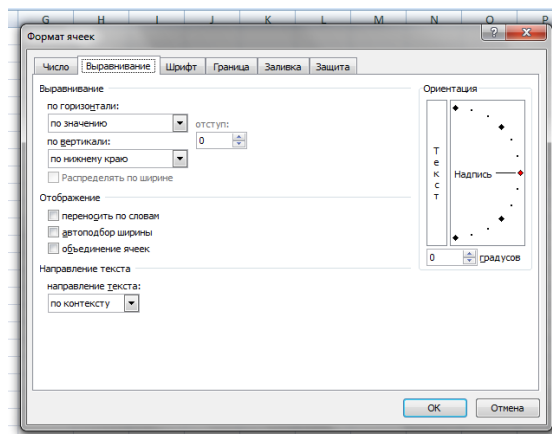 G H I J K L M N O P
Формат ячеек
Число Выравнивание Шрифт Граница Заливка Защита
Выравнивание
по горизонтали:
по значению
отступ:
0
по вертикали:
по нижнему краю
Распределять по ширине
Отображение
переносить по словам
автоподбор ширины
объединение ячеек
Направление текста
направление текста:
по контексту
Ориентация
Текст
Надпись
0 градусов
ОК Отмена